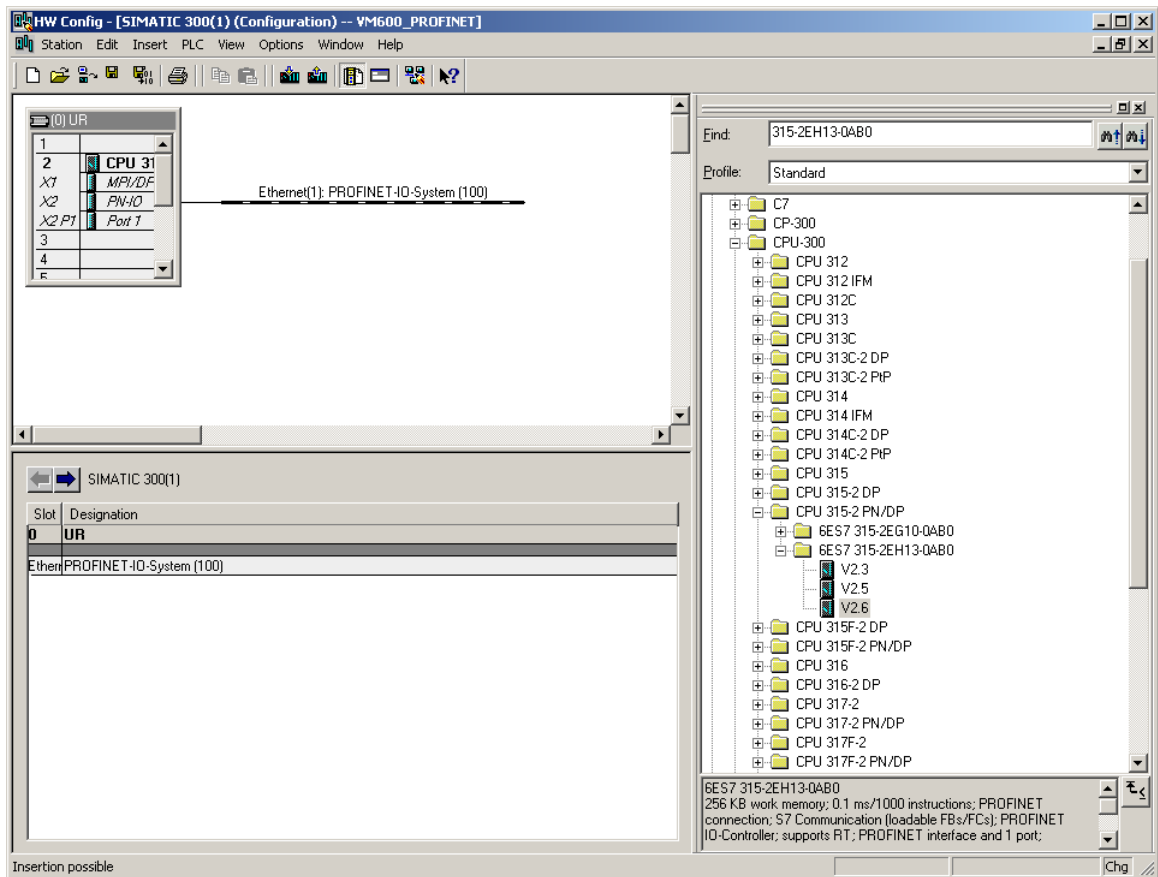 HW Config - [SIMATIC 300(1) (Configuration) -- VM600_PROFINET]
Station Edit Insert PLC View Options Window Help
(0) UR
1
2 CPU 31
X1 MPI/DP
X2 PN-IO
X2 P1 Port 1
3
4
5
Ethernet(1): PROFINET-IO-System (100)
SIMATIC 300(1)
Slot Designation
0 UR
Ethern PROFINET-IO-System (100)
Find: 315-2EH13-0AB0
Profile: Standard
C7
CP-300
CPU-300
CPU 312
CPU 312 IFM
CPU 312C
CPU 313
CPU 313C
CPU 313C-2 DP
CPU 313C-2 PtP
CPU 314
CPU 314 IFM
CPU 314C-2 DP
CPU 314C-2 PtP
CPU 315
CPU 315-2 DP
CPU 315-2 PN/DP
6ES7 315-2EG10-0AB0
6ES7 315-2EH13-0AB0
V2.3
V2.5
V2.6
CPU 315F-2 DP
CPU 315F-2 PN/DP
CPU 316
CPU 316-2 DP
CPU 317-2
CPU 317-2 PN/DP
CPU 317F-2
CPU 317F-2 PN/DP
6ES7 315-2EH13-0AB0
256 KB work memory; 0.1 ms/1000 instructions; PROFINET
connection; S7 Communication (loadable FBs/FCs); PROFINET
IO-Controller; supports RT; PROFINET interface and 1 port;
Insertion possible
Chg